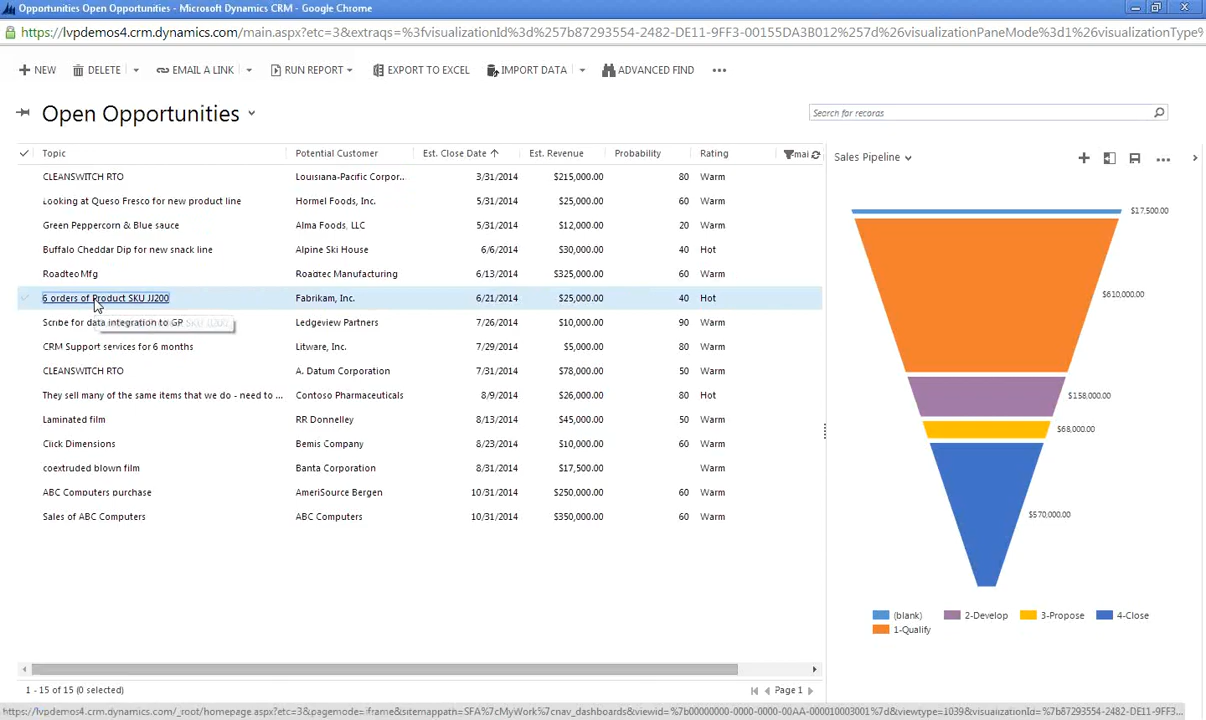 Opportunities Open Opportunities - Microsoft Dynamics CRM - Google Chrome
https://lvpdemos4.crm.dynamics.com/main.aspx?etc=3&extraqs=%3fvisualizationId%3d%257b87293554-2482-DE11-9FF3-00155DA3B012%257d%26visualizationPaneMode%3d1%26visualizationType%
NEW DELETE EMAIL A LINK RUN REPORT EXPORT TO EXCEL IMPORT DATA ADVANCED FIND •••
Open Opportunities
Search for records
Topic Potential Customer Est. Close Date Est. Revenue Probability Rating
CLEANSWITCH RTO Louisiana-Pacific Corpor.. 3/31/2014 $215,000.00 80 Warm
Looking at Queso Fresco for new product line Hormel Foods, Inc. 5/31/2014 $25,000.00 60 Warm
Green Peppercorn & Blue sauce Alma Foods, LLC 5/31/2014 $12,000.00 20 Warm
Buffalo Cheddar Dip for new snack line Alpine Ski House 6/6/2014 $30,000.00 40 Hot
Roadtec Mfg Roadtec Manufacturing 6/13/2014 $325,000.00 60 Warm
6 orders of Product SKU JJ200 Fabrikam, Inc. 6/21/2014 $25,000.00 40 Hot
Scribe for data integration to GP Ledgeview Partners 7/26/2014 $10,000.00 90 Warm
CRM Support services for 6 months Litware, Inc. 7/29/2014 $5,000.00 80 Warm
CLEANSWITCH RTO A. Datum Corporation 7/31/2014 $78,000.00 50 Warm
They sell many of the same items that we do - need to ... Contoso Pharmaceuticals 8/9/2014 $26,000.00 80 Hot
Laminated film RR Donnelley 8/13/2014 $45,000.00 50 Warm
Click Dimensions Bemis Company 8/23/2014 $10,000.00 60 Warm
coextruded blown film Banta Corporation 8/31/2014 $17,500.00 Warm
ABC Computers purchase AmeriSource Bergen 10/31/2014 $250,000.00 60 Warm
Sales of ABC Computers ABC Computers 10/31/2014 $350,000.00 60 Warm
1 - 15 of 15 (0 selected)
Page 1
Sales Pipeline
$17,500.00
$610,000.00
$158,000.00
$68,000.00
$570,000.00
(blank) 2-Develop 3-Propose 4-Close
1-Qualify